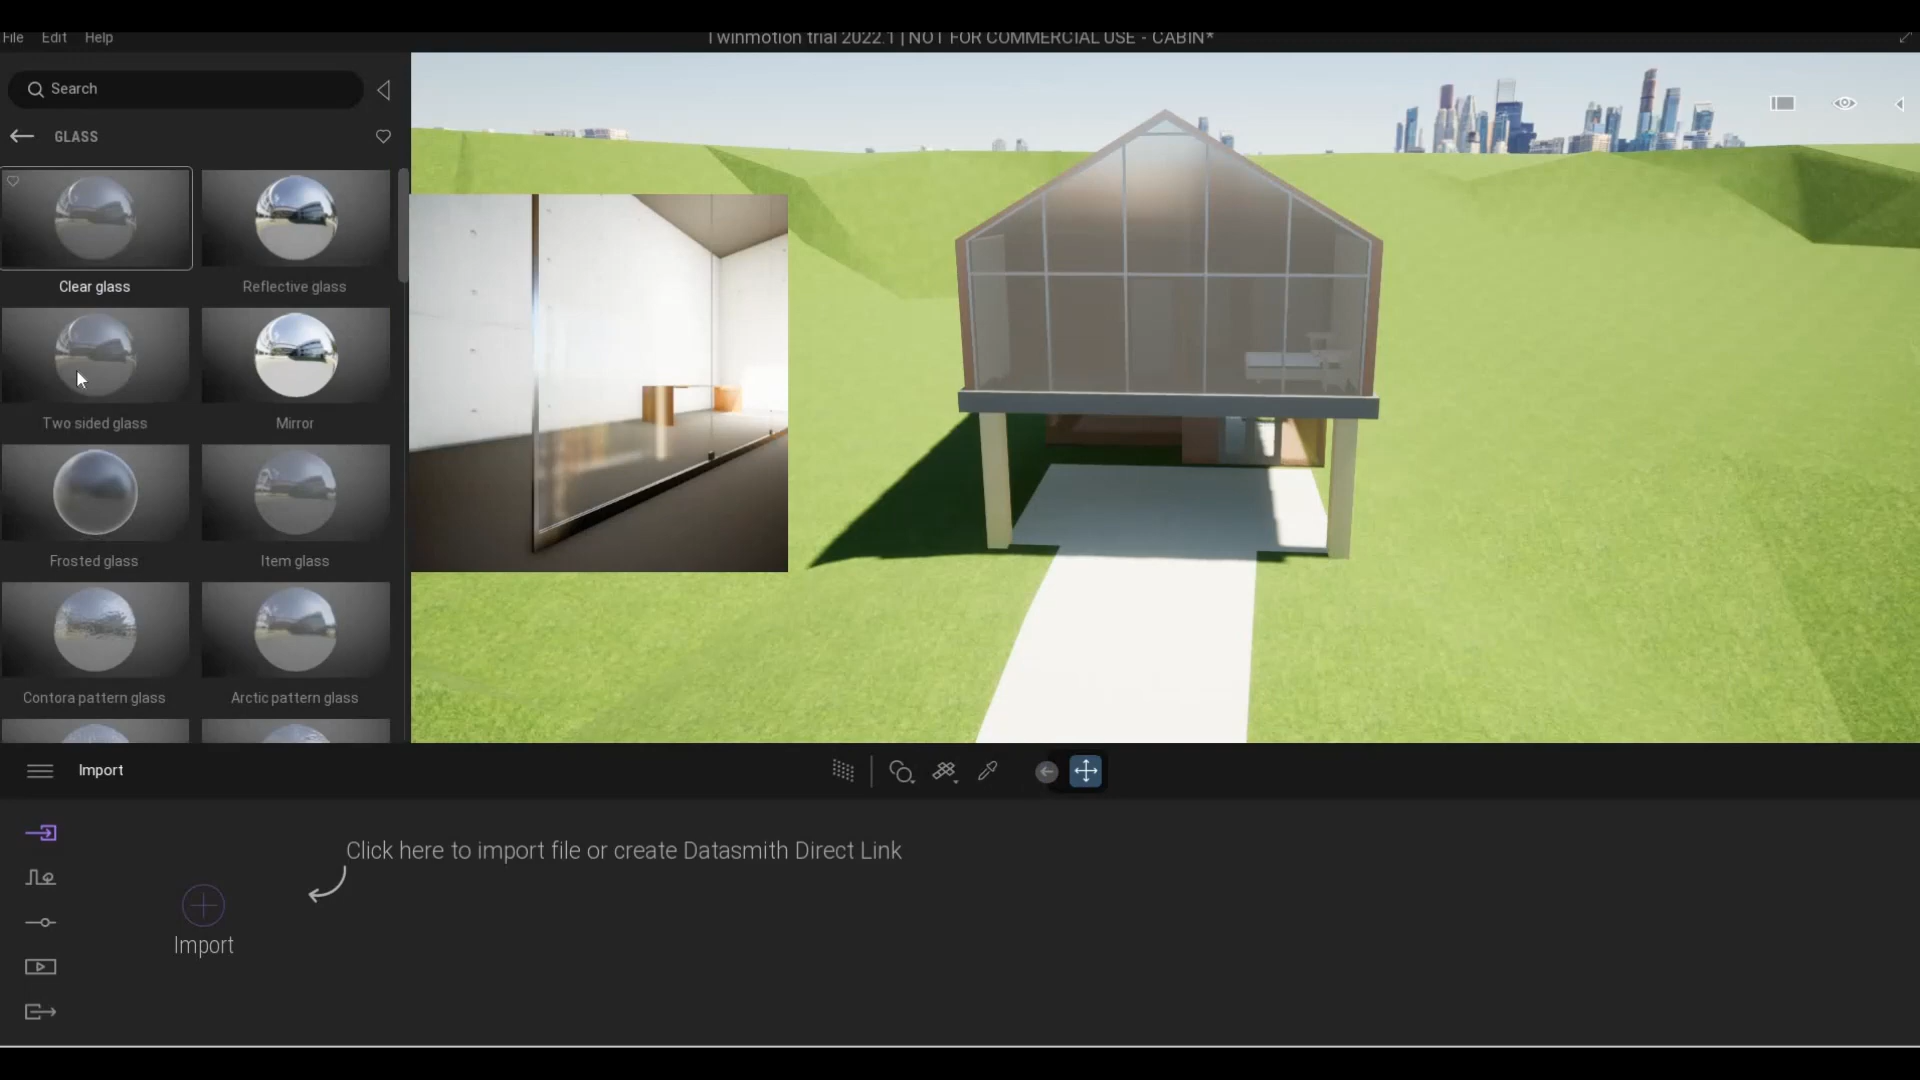 File Edit Help
Twinmotion trial 2022.1 | NOT FOR COMMERCIAL USE - CABIN*
Search
GLASS
Clear glass
Reflective glass
Two sided glass
Mirror
Frosted glass
Item glass
Contora pattern glass
Arctic pattern glass
Import
Click here to import file or create Datasmith Direct Link
Import